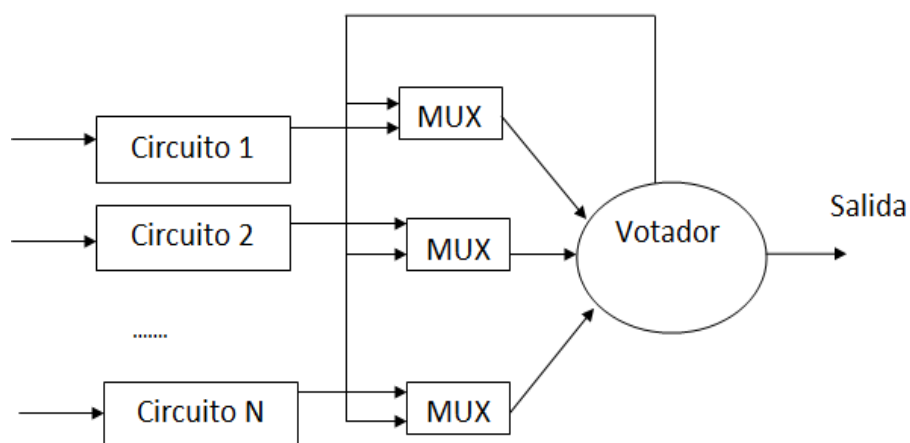 MUX
Circuito 1
Circuito 2
MUX
Votador
Salida
.......
Circuito N
MUX